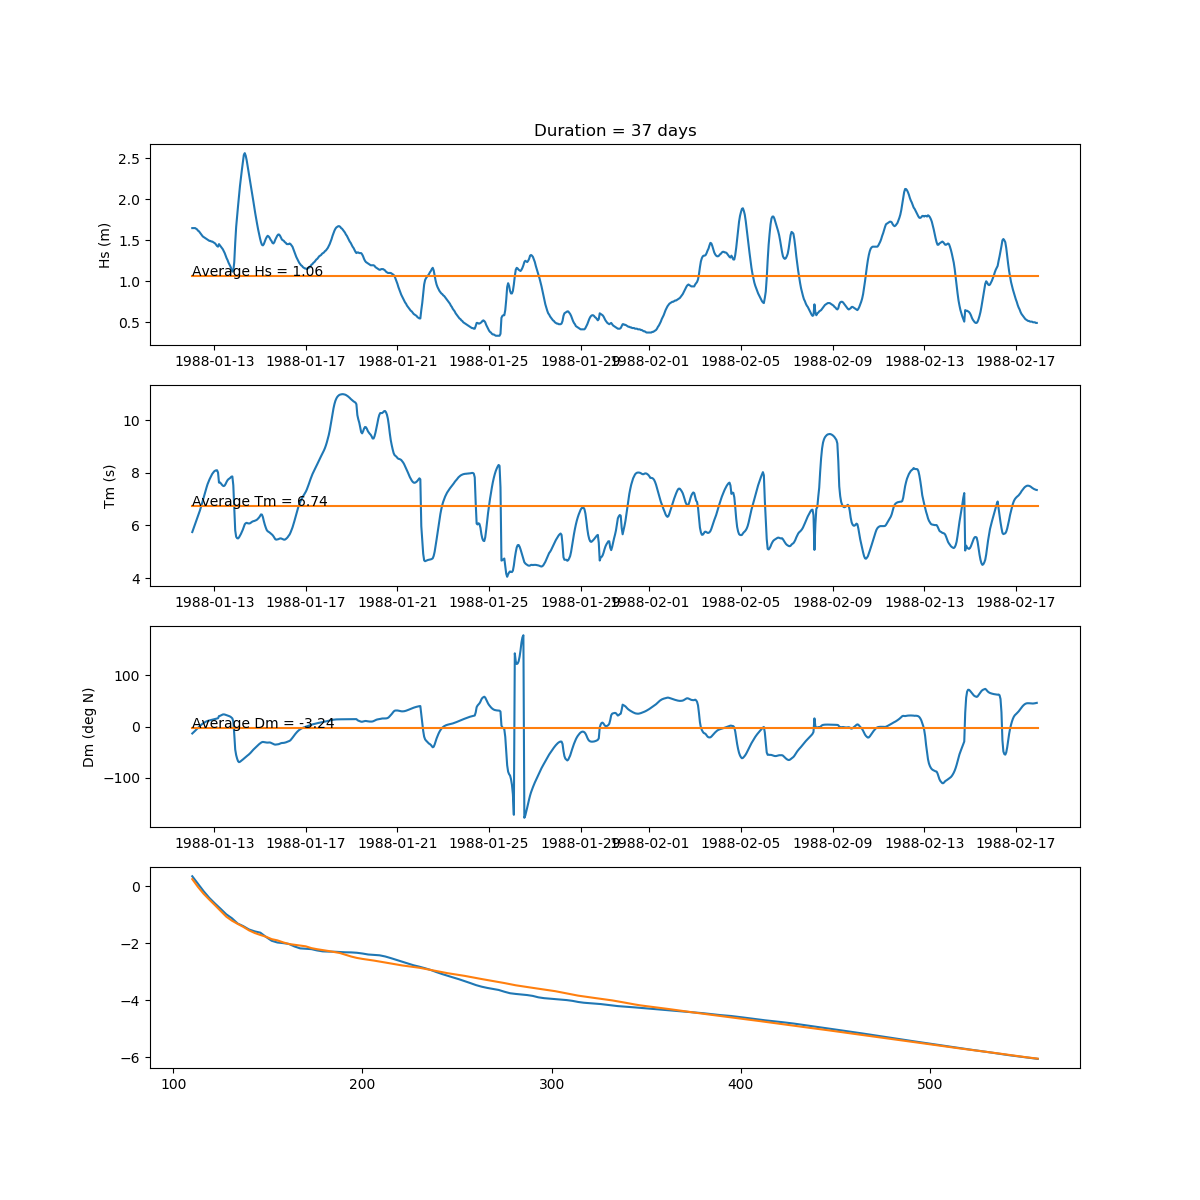 Duration = 37 days
Hs (m)
2.5
2.0
1.5
1.0
0.5
Average Hs = 1.06
1988-01-13 1988-01-17 1988-01-21 1988-01-25 1988-01-29 1988-02-01 1988-02-05 1988-02-09 1988-02-13 1988-02-17
Tm (s)
10
8
6
4
Average Tm = 6.74
1988-01-13 1988-01-17 1988-01-21 1988-01-25 1988-01-29 1988-02-01 1988-02-05 1988-02-09 1988-02-13 1988-02-17
Dm (deg N)
100
0
−100
Average Dm = -3.24
1988-01-13 1988-01-17 1988-01-21 1988-01-25 1988-01-29 1988-02-01 1988-02-05 1988-02-09 1988-02-13 1988-02-17
0
−2
−4
−6
100 200 300 400 500